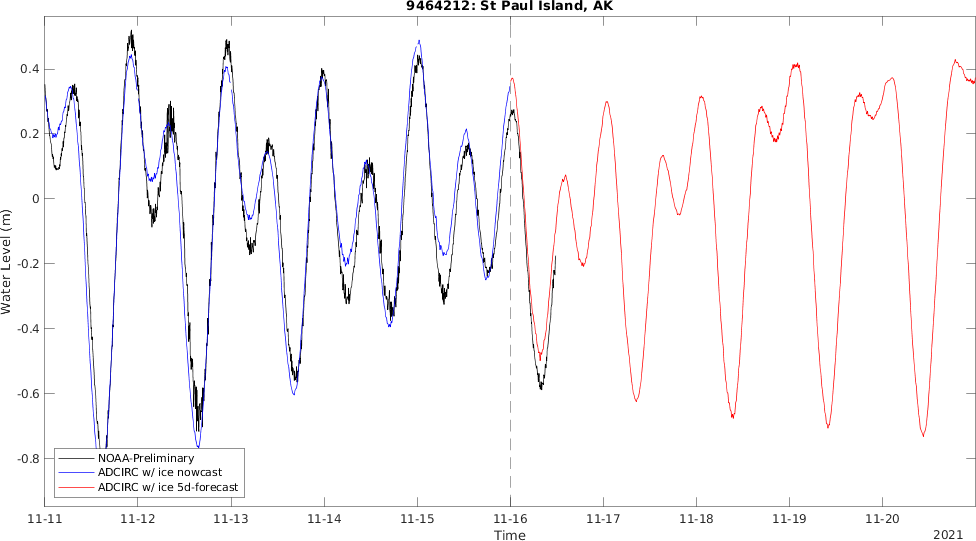 9464212: St Paul Island, AK
Water Level (m)
0.4
0.2
0
-0.2
-0.4
-0.6
-0.8
NOAA-Preliminary
ADCIRC w/ ice nowcast
ADCIRC w/ ice 5d-forecast
11-11 11-12 11-13 11-14 11-15 11-16 11-17 11-18 11-19 11-20
Time
2021